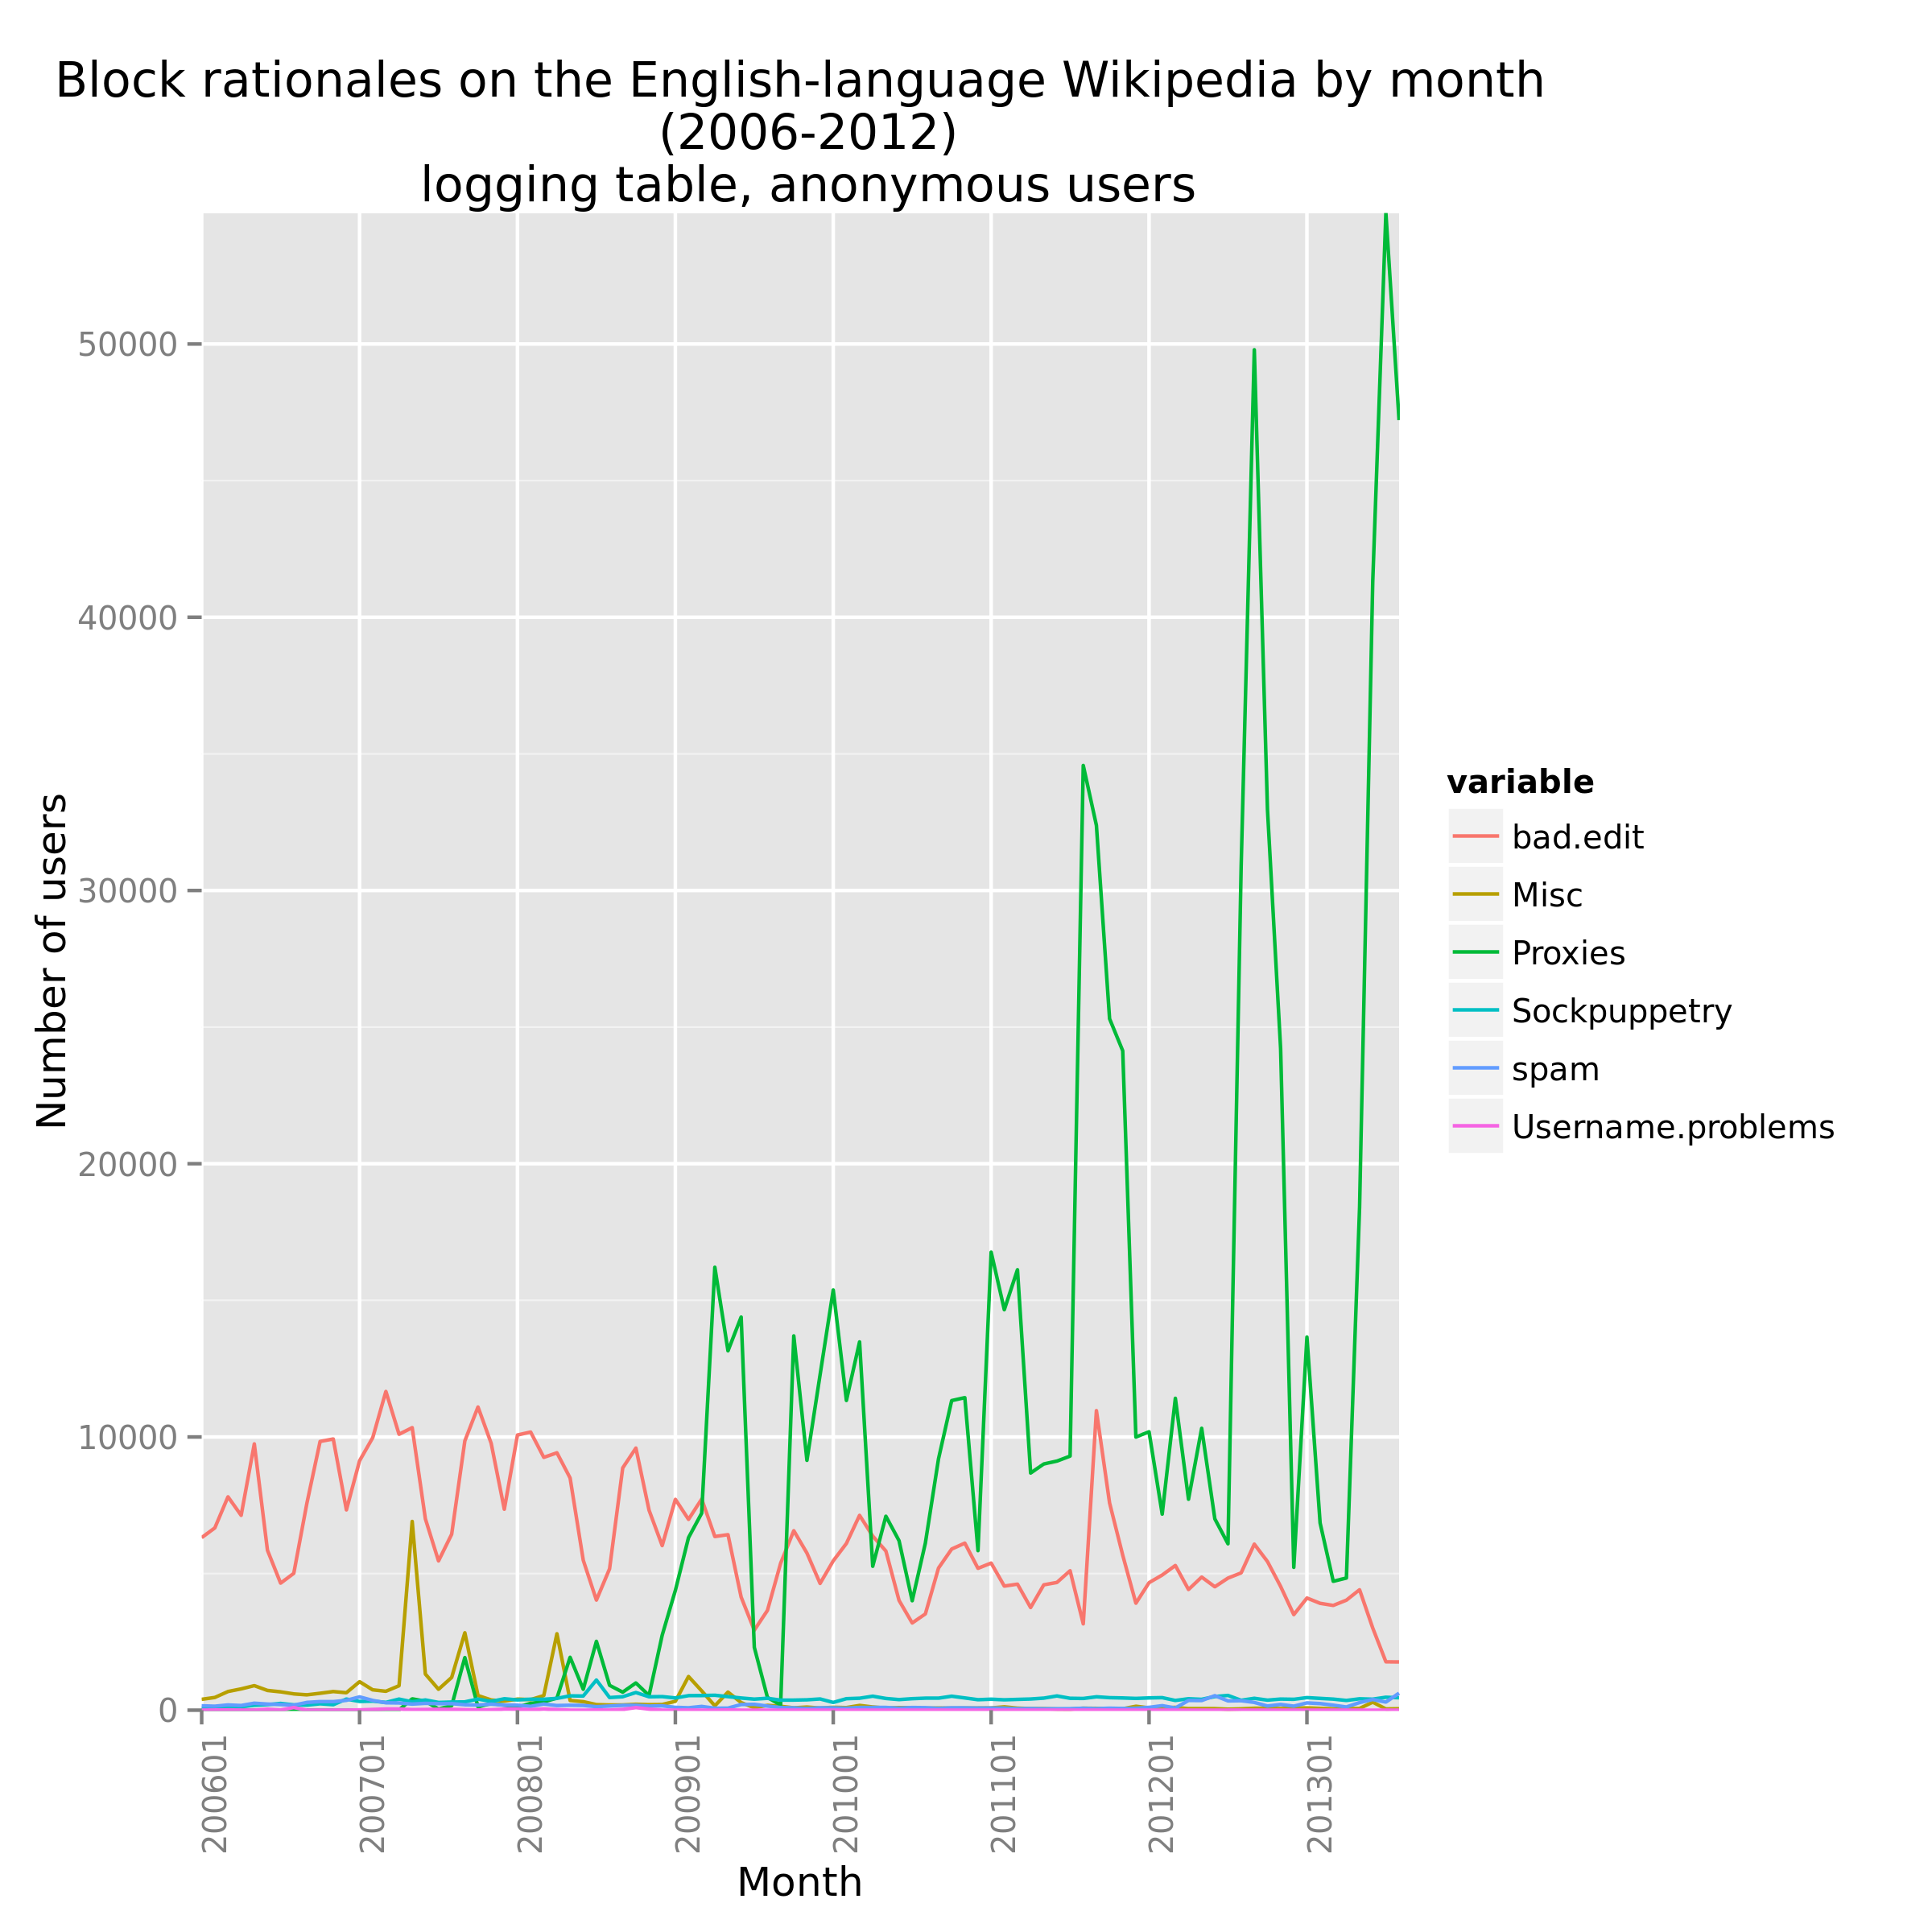 Block rationales on the English-language Wikipedia by month
(2006-2012)
logging table, anonymous users
Number of users
50000
40000
30000
20000
10000
0
200601
200701
200801
200901
201001
201101
201201
201301
Month
variable
bad.edit
Misc
Proxies
Sockpuppetry
spam
Username.problems